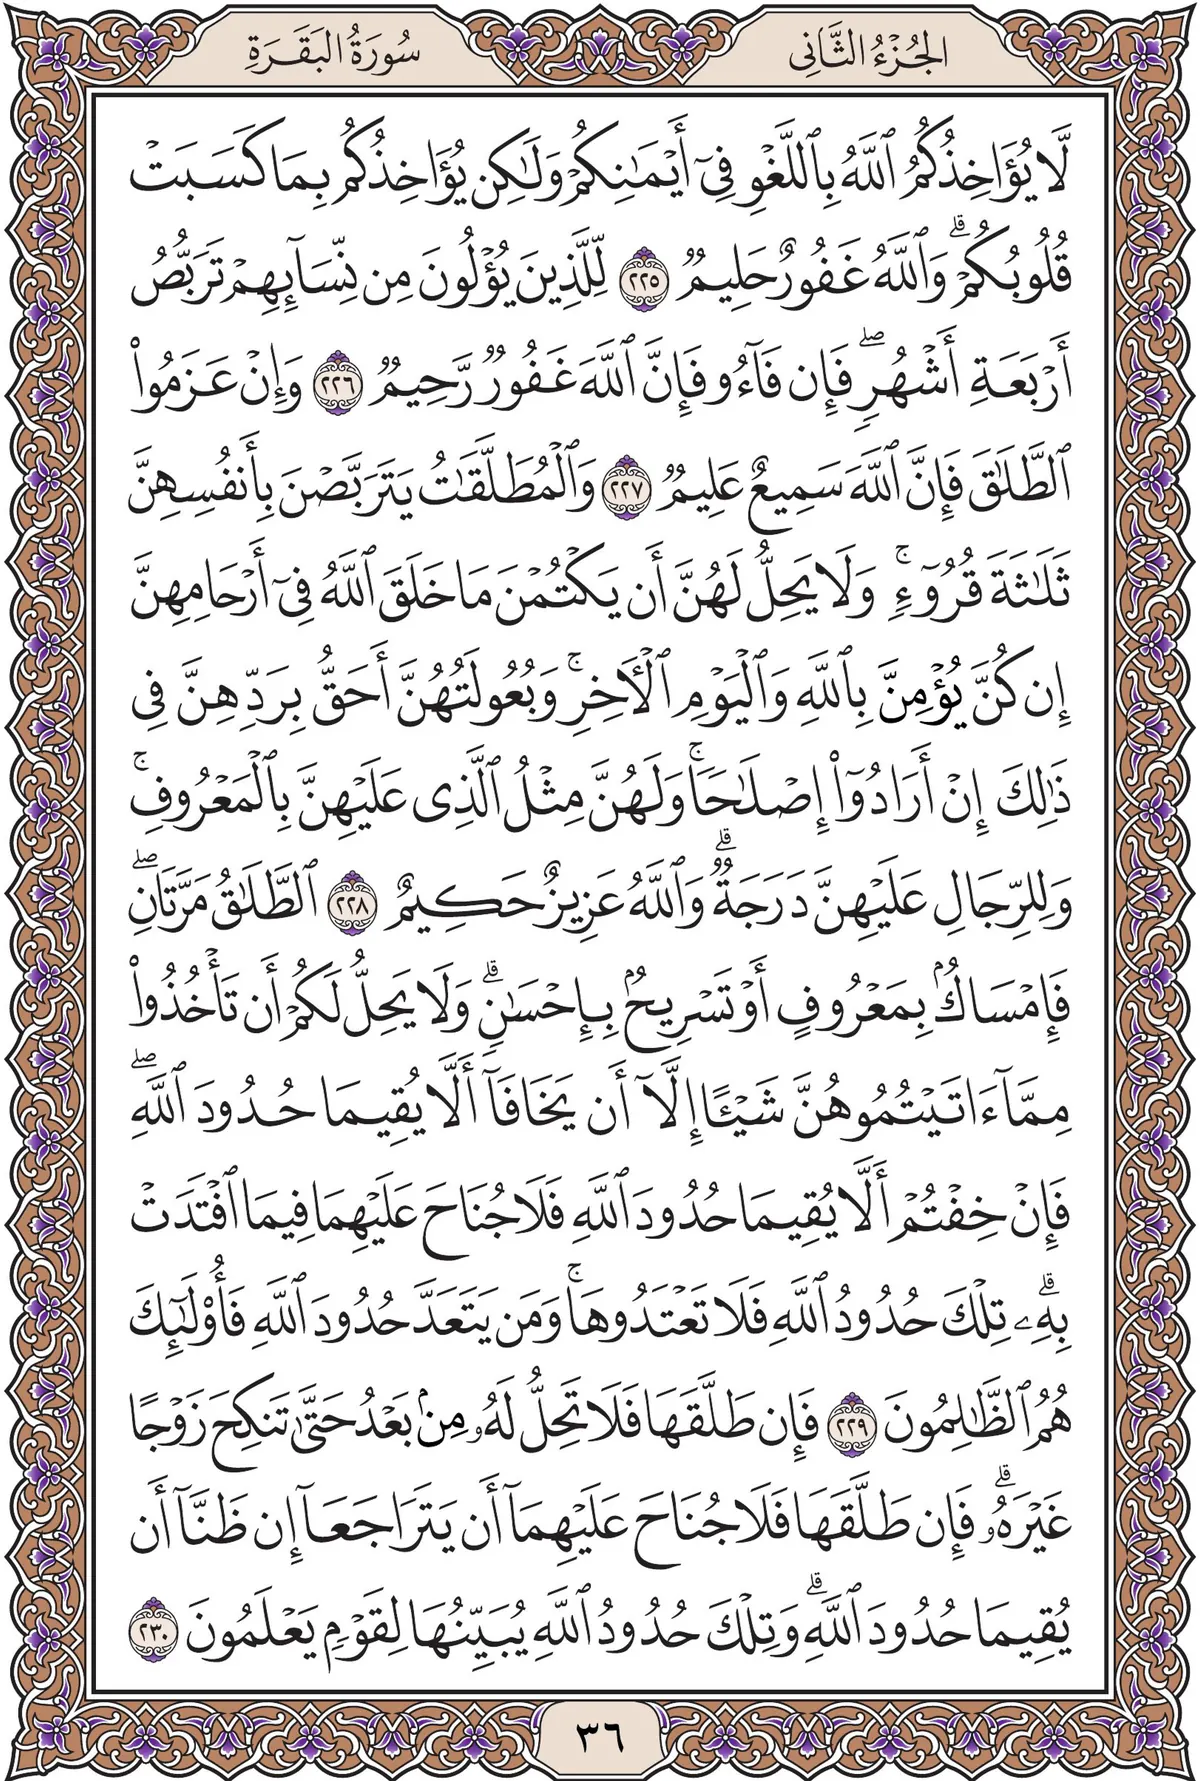 الجُزْءُ الثَّانِي
سُورَةُ البَقَرَةِ
لَّا يُؤَاخِذُكُمُ ٱللَّهُ بِٱللَّغْوِ فِىٓ أَيْمَٰنِكُمْ وَلَٰكِن يُؤَاخِذُكُم بِمَا كَسَبَتْ
قُلُوبُكُمْ ۗ وَٱللَّهُ غَفُورٌ حَلِيمٌ ٢٢٥ لِّلَّذِينَ يُؤْلُونَ مِن نِّسَآئِهِمْ تَرَبُّصُ
أَرْبَعَةِ أَشْهُرٍ ۖ فَإِن فَآءُو فَإِنَّ ٱللَّهَ غَفُورٌ رَّحِيمٌ ٢٢٦ وَإِنْ عَزَمُوا۟
ٱلطَّلَٰقَ فَإِنَّ ٱللَّهَ سَمِيعٌ عَلِيمٌ ٢٢٧ وَٱلْمُطَلَّقَٰتُ يَتَرَبَّصْنَ بِأَنفُسِهِنَّ
ثَلَٰثَةَ قُرُوٓءٍ ۚ وَلَا يَحِلُّ لَهُنَّ أَن يَكْتُمْنَ مَا خَلَقَ ٱللَّهُ فِىٓ أَرْحَامِهِنَّ
إِن كُنَّ يُؤْمِنَّ بِٱللَّهِ وَٱلْيَوْمِ ٱلْءَاخِرِ ۚ وَبُعُولَتُهُنَّ أَحَقُّ بِرَدِّهِنَّ فِى
ذَٰلِكَ إِنْ أَرَادُوٓا۟ إِصْلَٰحًا ۚ وَلَهُنَّ مِثْلُ ٱلَّذِى عَلَيْهِنَّ بِٱلْمَعْرُوفِ ۚ
وَلِلرِّجَالِ عَلَيْهِنَّ دَرَجَةٌ ۗ وَٱللَّهُ عَزِيزٌ حَكِيمٌ ٢٢٨ ٱلطَّلَٰقُ مَرَّتَانِ ۖ
فَإِمْسَاكٌۢ بِمَعْرُوفٍ أَوْ تَسْرِيحٌۢ بِإِحْسَٰنٍ ۗ وَلَا يَحِلُّ لَكُمْ أَن تَأْخُذُوا۟
مِمَّآ ءَاتَيْتُمُوهُنَّ شَيْـًٔا إِلَّآ أَن يَخَافَآ أَلَّا يُقِيمَا حُدُودَ ٱللَّهِ ۖ
فَإِنْ خِفْتُمْ أَلَّا يُقِيمَا حُدُودَ ٱللَّهِ فَلَا جُنَاحَ عَلَيْهِمَا فِيمَا ٱفْتَدَتْ
بِهِۦ ۗ تِلْكَ حُدُودُ ٱللَّهِ فَلَا تَعْتَدُوهَا ۚ وَمَن يَتَعَدَّ حُدُودَ ٱللَّهِ فَأُو۟لَٰٓئِكَ
هُمُ ٱلظَّٰلِمُونَ ٢٢٩ فَإِن طَلَّقَهَا فَلَا تَحِلُّ لَهُۥ مِنۢ بَعْدُ حَتَّىٰ تَنكِحَ زَوْجًا
غَيْرَهُۥ ۗ فَإِن طَلَّقَهَا فَلَا جُنَاحَ عَلَيْهِمَآ أَن يَتَرَاجَعَآ إِن ظَنَّآ أَن
يُقِيمَا حُدُودَ ٱللَّهِ ۗ وَتِلْكَ حُدُودُ ٱللَّهِ يُبَيِّنُهَا لِقَوْمٍ يَعْلَمُونَ ٢٣٠
٣٦